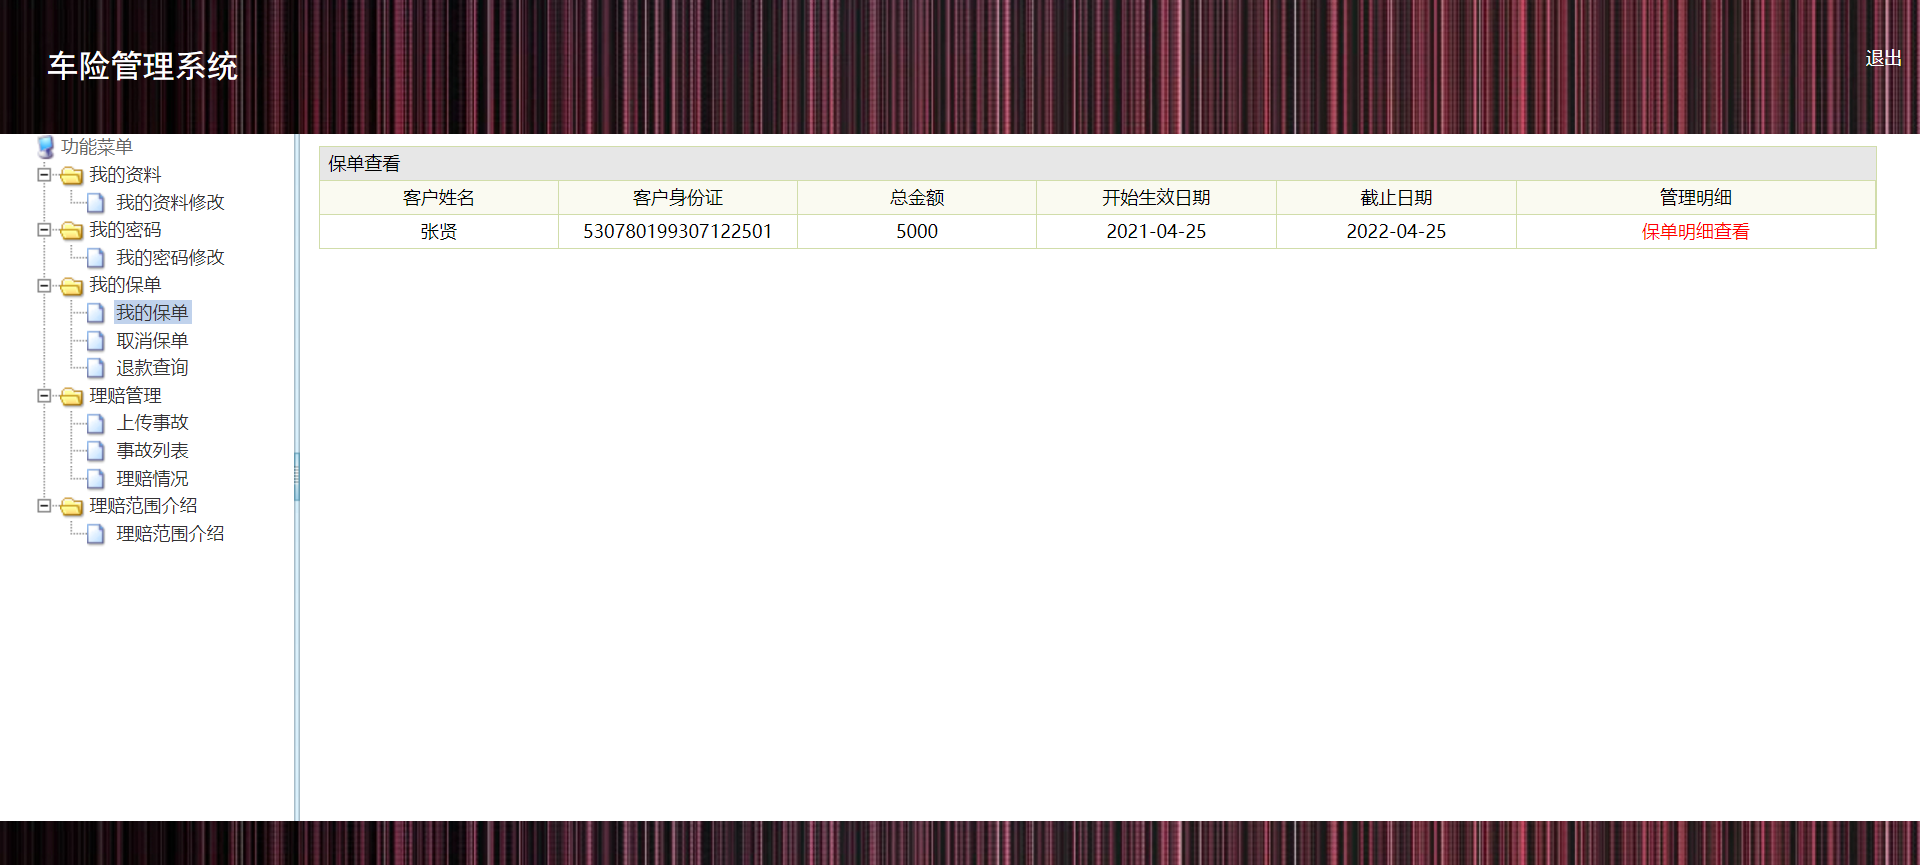 车险管理系统
退出
功能菜单
我的资料
我的资料修改
我的密码
我的密码修改
我的保单
我的保单
取消保单
退款查询
理赔管理
上传事故
事故列表
理赔情况
理赔范围介绍
理赔范围介绍
保单查看
客户姓名 客户身份证 总金额 开始生效日期 截止日期 管理明细
张贤 530780199307122501 5000 2021-04-25 2022-04-25 保单明细查看